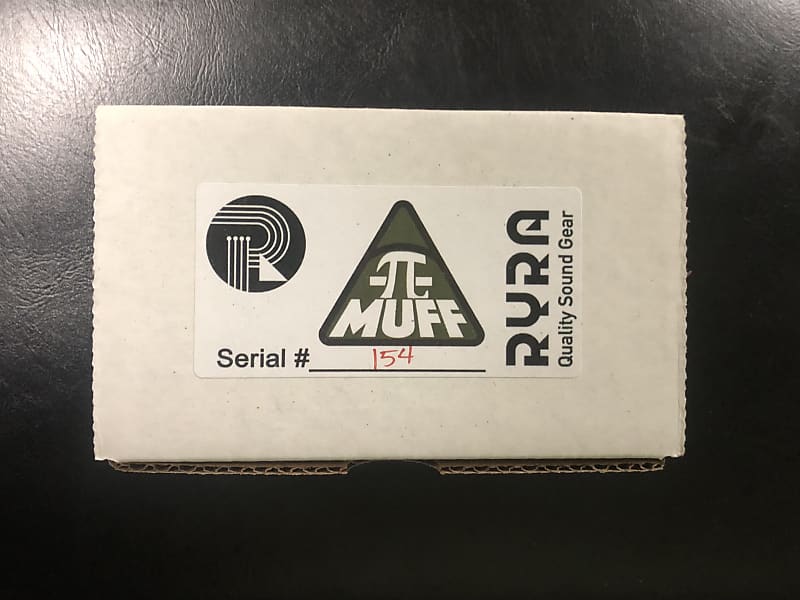 -π-
MUFF
Serial # 154
RYRA
Quality Sound Gear